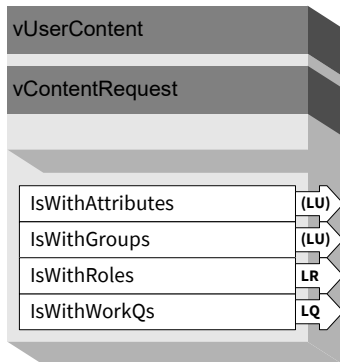 vUserContent
vContentRequest
IsWithAttributes (LU)
IsWithGroups (LU)
IsWithRoles LR
IsWithWorkQs LQ